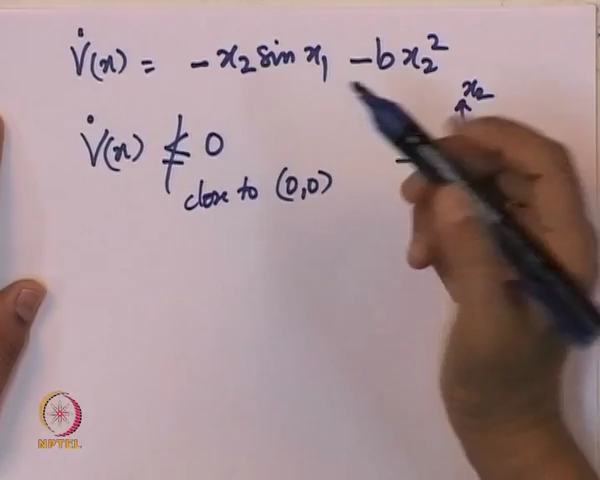 V̇(x) = - x₂ sin x₁ - b x₂²
x₂
V̇(x) ≰ 0
close to (0,0)
NPTEL